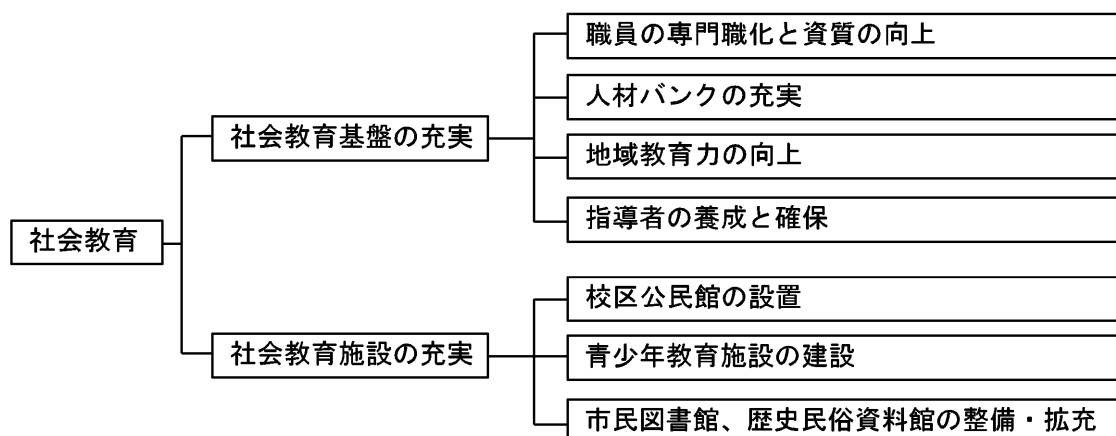 職員の専門職化と資質の向上
人材バンクの充実
社会教育基盤の充実
地域教育力の向上
指導者の養成と確保
社会教育
校区公民館の設置
社会教育施設の充実
青少年教育施設の建設
市民図書館、歴史民俗資料館の整備・拡充